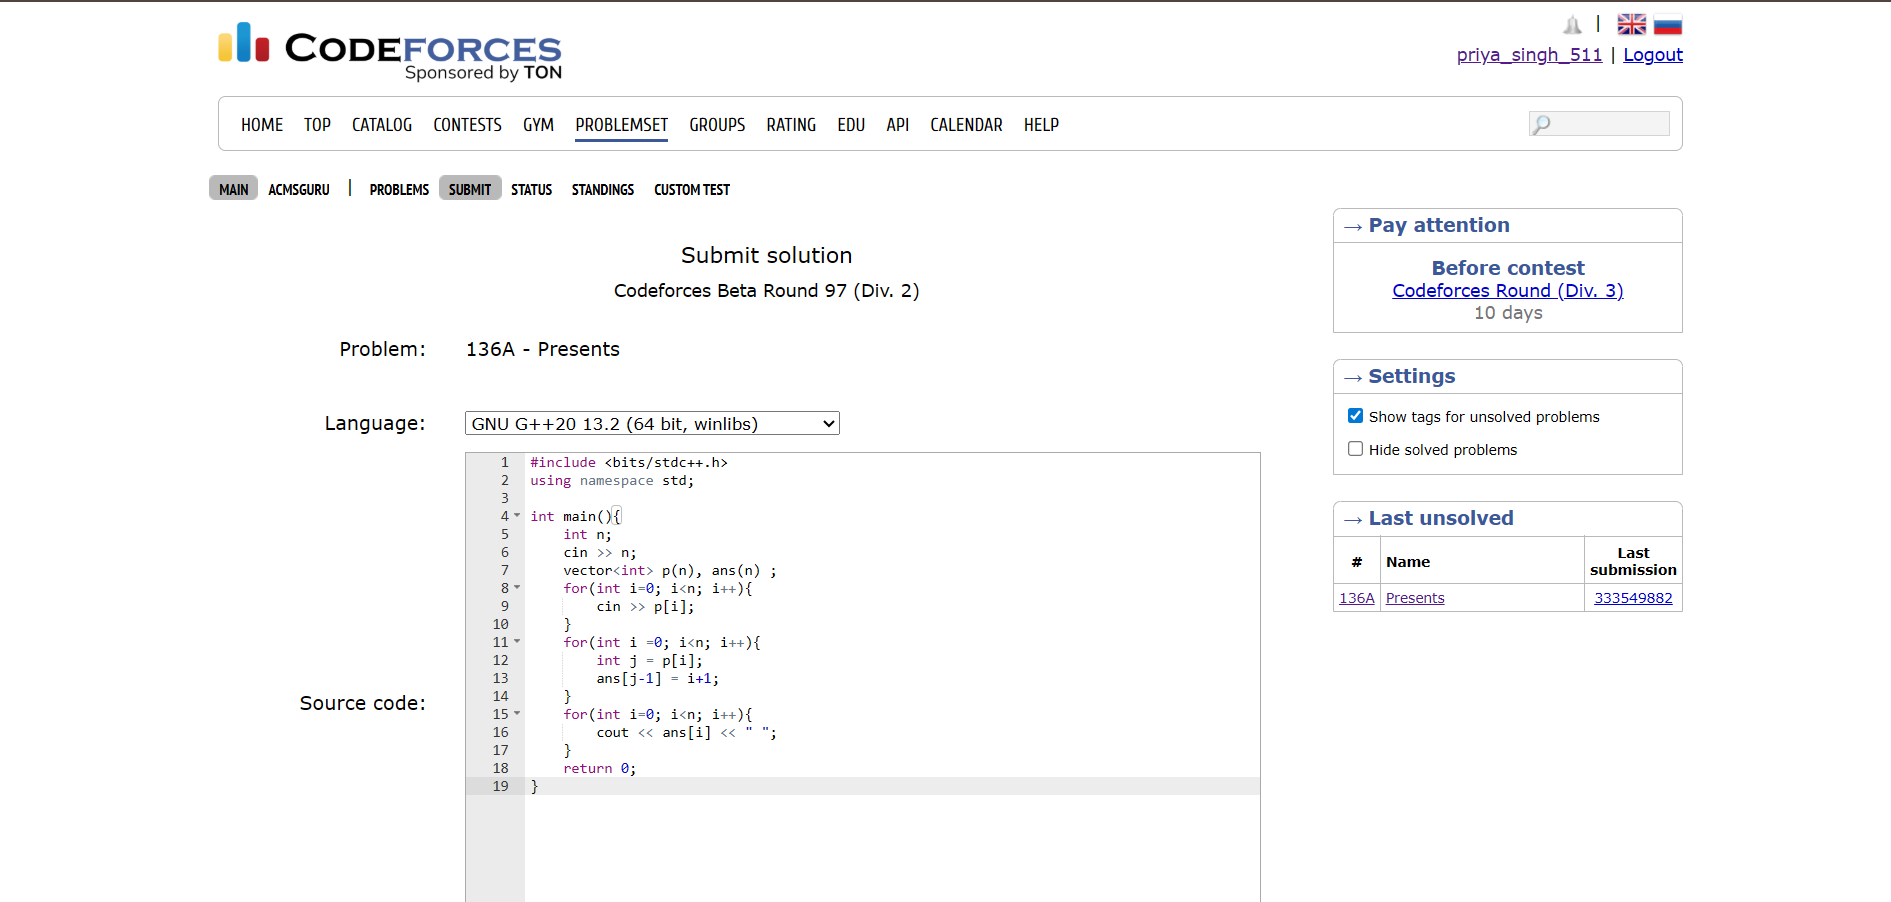 CODEFORCES
Sponsored by TON
|
priya_singh_511 | Logout
HOME TOP CATALOG CONTESTS GYM PROBLEMSET GROUPS RATING EDU API CALENDAR HELP
MAIN ACMSGURU | PROBLEMS SUBMIT STATUS STANDINGS CUSTOM TEST
Submit solution
Codeforces Beta Round 97 (Div. 2)
Problem: 136A - Presents
Language: GNU G++20 13.2 (64 bit, winlibs)
Source code:
1 #include <bits/stdc++.h>
2 using namespace std;
3
4 int main(){
5     int n;
6     cin >> n;
7     vector<int> p(n), ans(n) ;
8     for(int i=0; i<n; i++){
9         cin >> p[i];
10     }
11     for(int i =0; i<n; i++){
12         int j = p[i];
13         ans[j-1] = i+1;
14     }
15     for(int i=0; i<n; i++){
16         cout << ans[i] << " ";
17     }
18     return 0;
19 }
→ Pay attention
Before contest
Codeforces Round (Div. 3)
10 days
→ Settings
Show tags for unsolved problems
Hide solved problems
→ Last unsolved
# Name Last submission
136A Presents 333549882